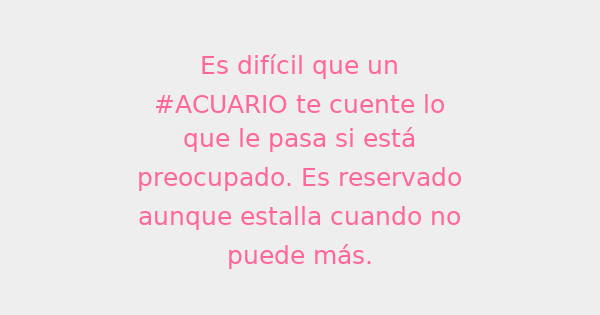 Es difícil que un
#ACUARIO te cuente lo
que le pasa si está
preocupado. Es reservado
aunque estalla cuando no
puede más.